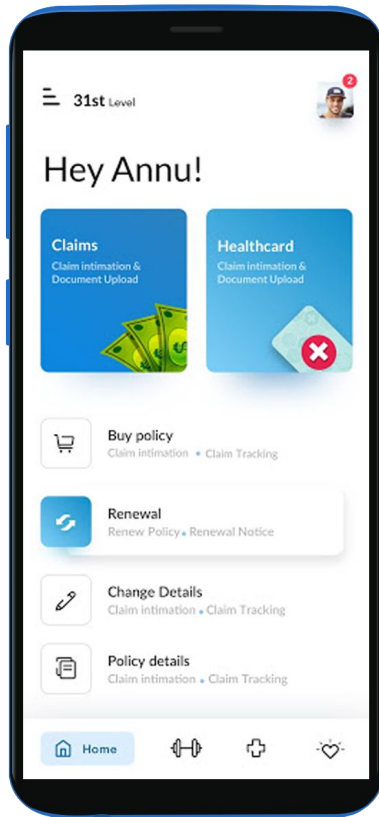 31st Level
2
Hey Annu!
Claims
Claim intimation &
Document Upload
Healthcard
Claim intimation &
Document Upload
Buy policy
Claim intimation • Claim Tracking
Renewal
Renew Policy • Renewal Notice
Change Details
Claim intimation • Claim Tracking
Policy details
Claim intimation • Claim Tracking
Home